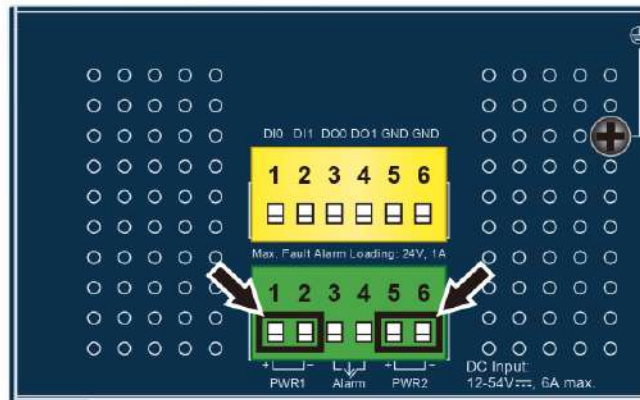 DI0 DI1 DO0 DO1 GND GND
1 2 3 4 5 6
Max. Fault Alarm Loading: 24V, 1A
1 2 3 4 5 6
+ − + −
PWR1 Alarm PWR2
DC Input:
12-54V⎓, 6A max.